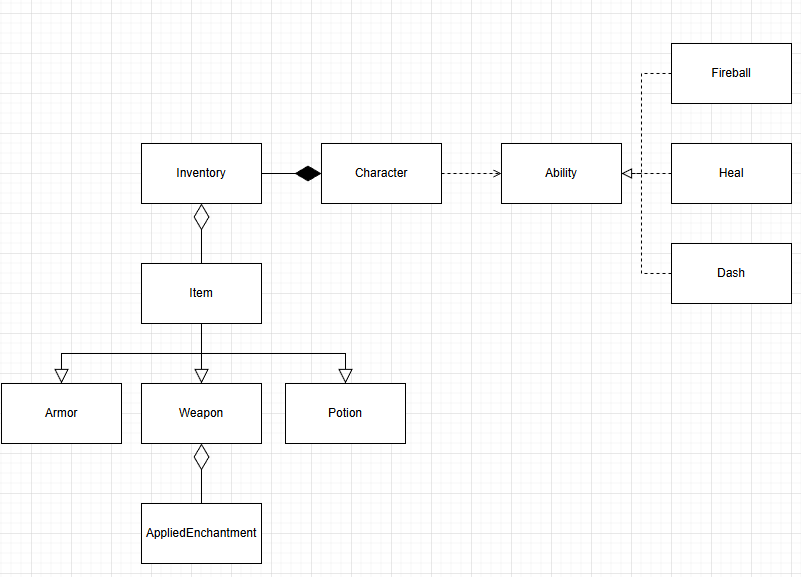 Fireball
Inventory
Character
Ability
Heal
Item
Dash
Armor
Weapon
Potion
AppliedEnchantment